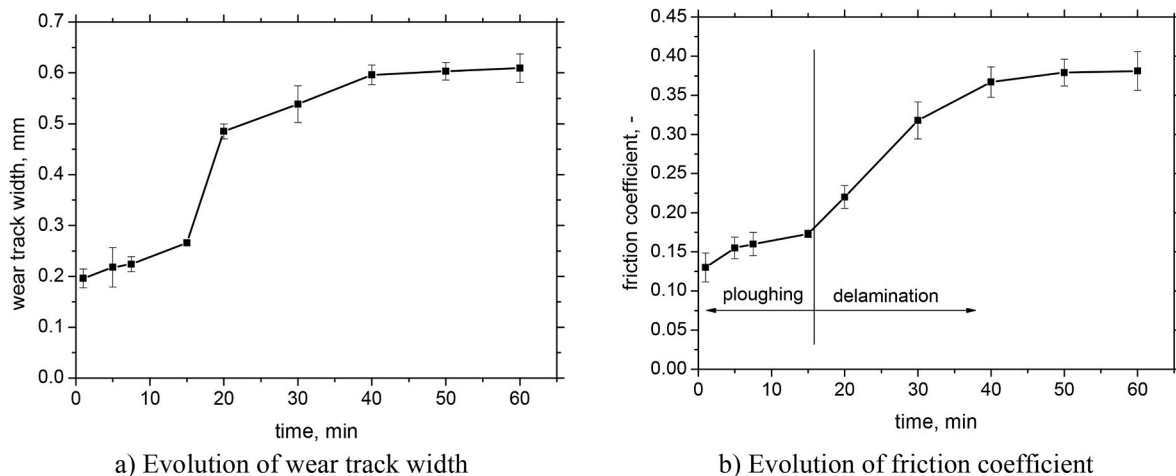 0.7
0.6
0.5
0.4
0.3
0.2
0.1
0.0
wear track width, mm
0 10 20 30 40 50 60
time, min
a) Evolution of wear track width
0.45
0.40
0.35
0.30
0.25
0.20
0.15
0.10
0.05
0.00
friction coefficient, -
ploughing delamination
0 10 20 30 40 50 60
time, min
b) Evolution of friction coefficient